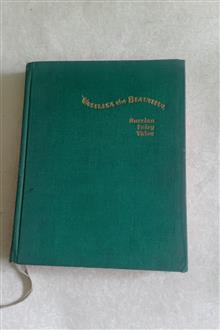 VASILISA the BEAUTIFUL
Russian
Fairy
Tales